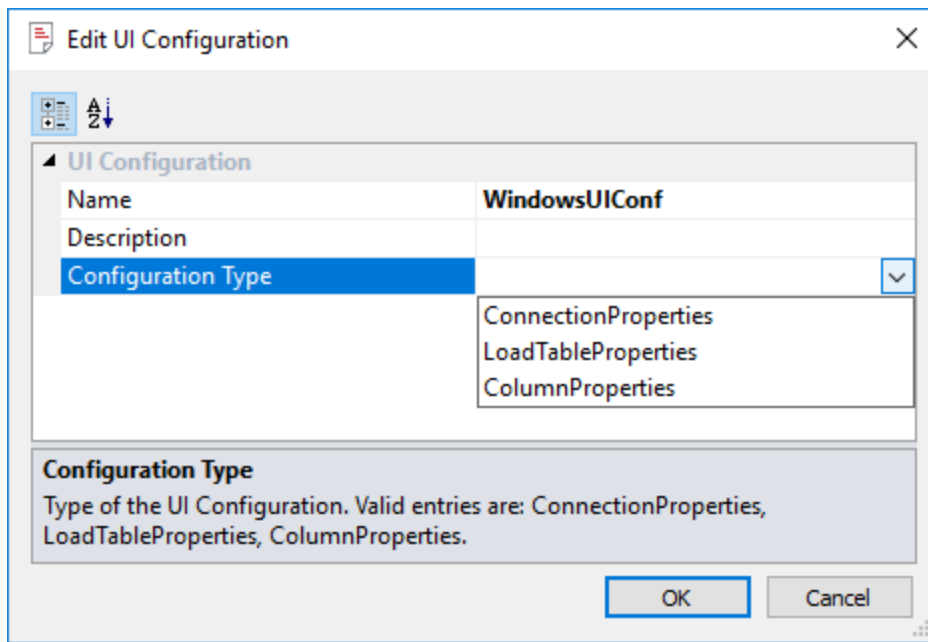 Edit UI Configuration
UI Configuration
Name WindowsUIConf
Description
Configuration Type
ConnectionProperties
LoadTableProperties
ColumnProperties
Configuration Type
Type of the UI Configuration. Valid entries are: ConnectionProperties,
LoadTableProperties, ColumnProperties.
OK Cancel